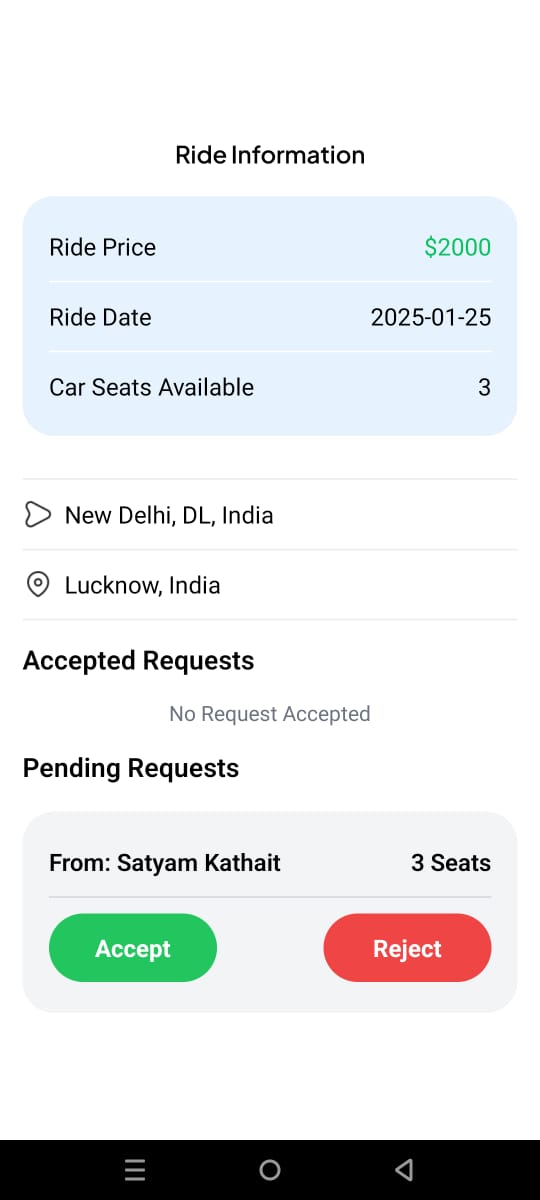 Ride Information
Ride Price $2000
Ride Date 2025-01-25
Car Seats Available 3
New Delhi, DL, India
Lucknow, India
Accepted Requests
No Request Accepted
Pending Requests
From: Satyam Kathait 3 Seats
Accept Reject